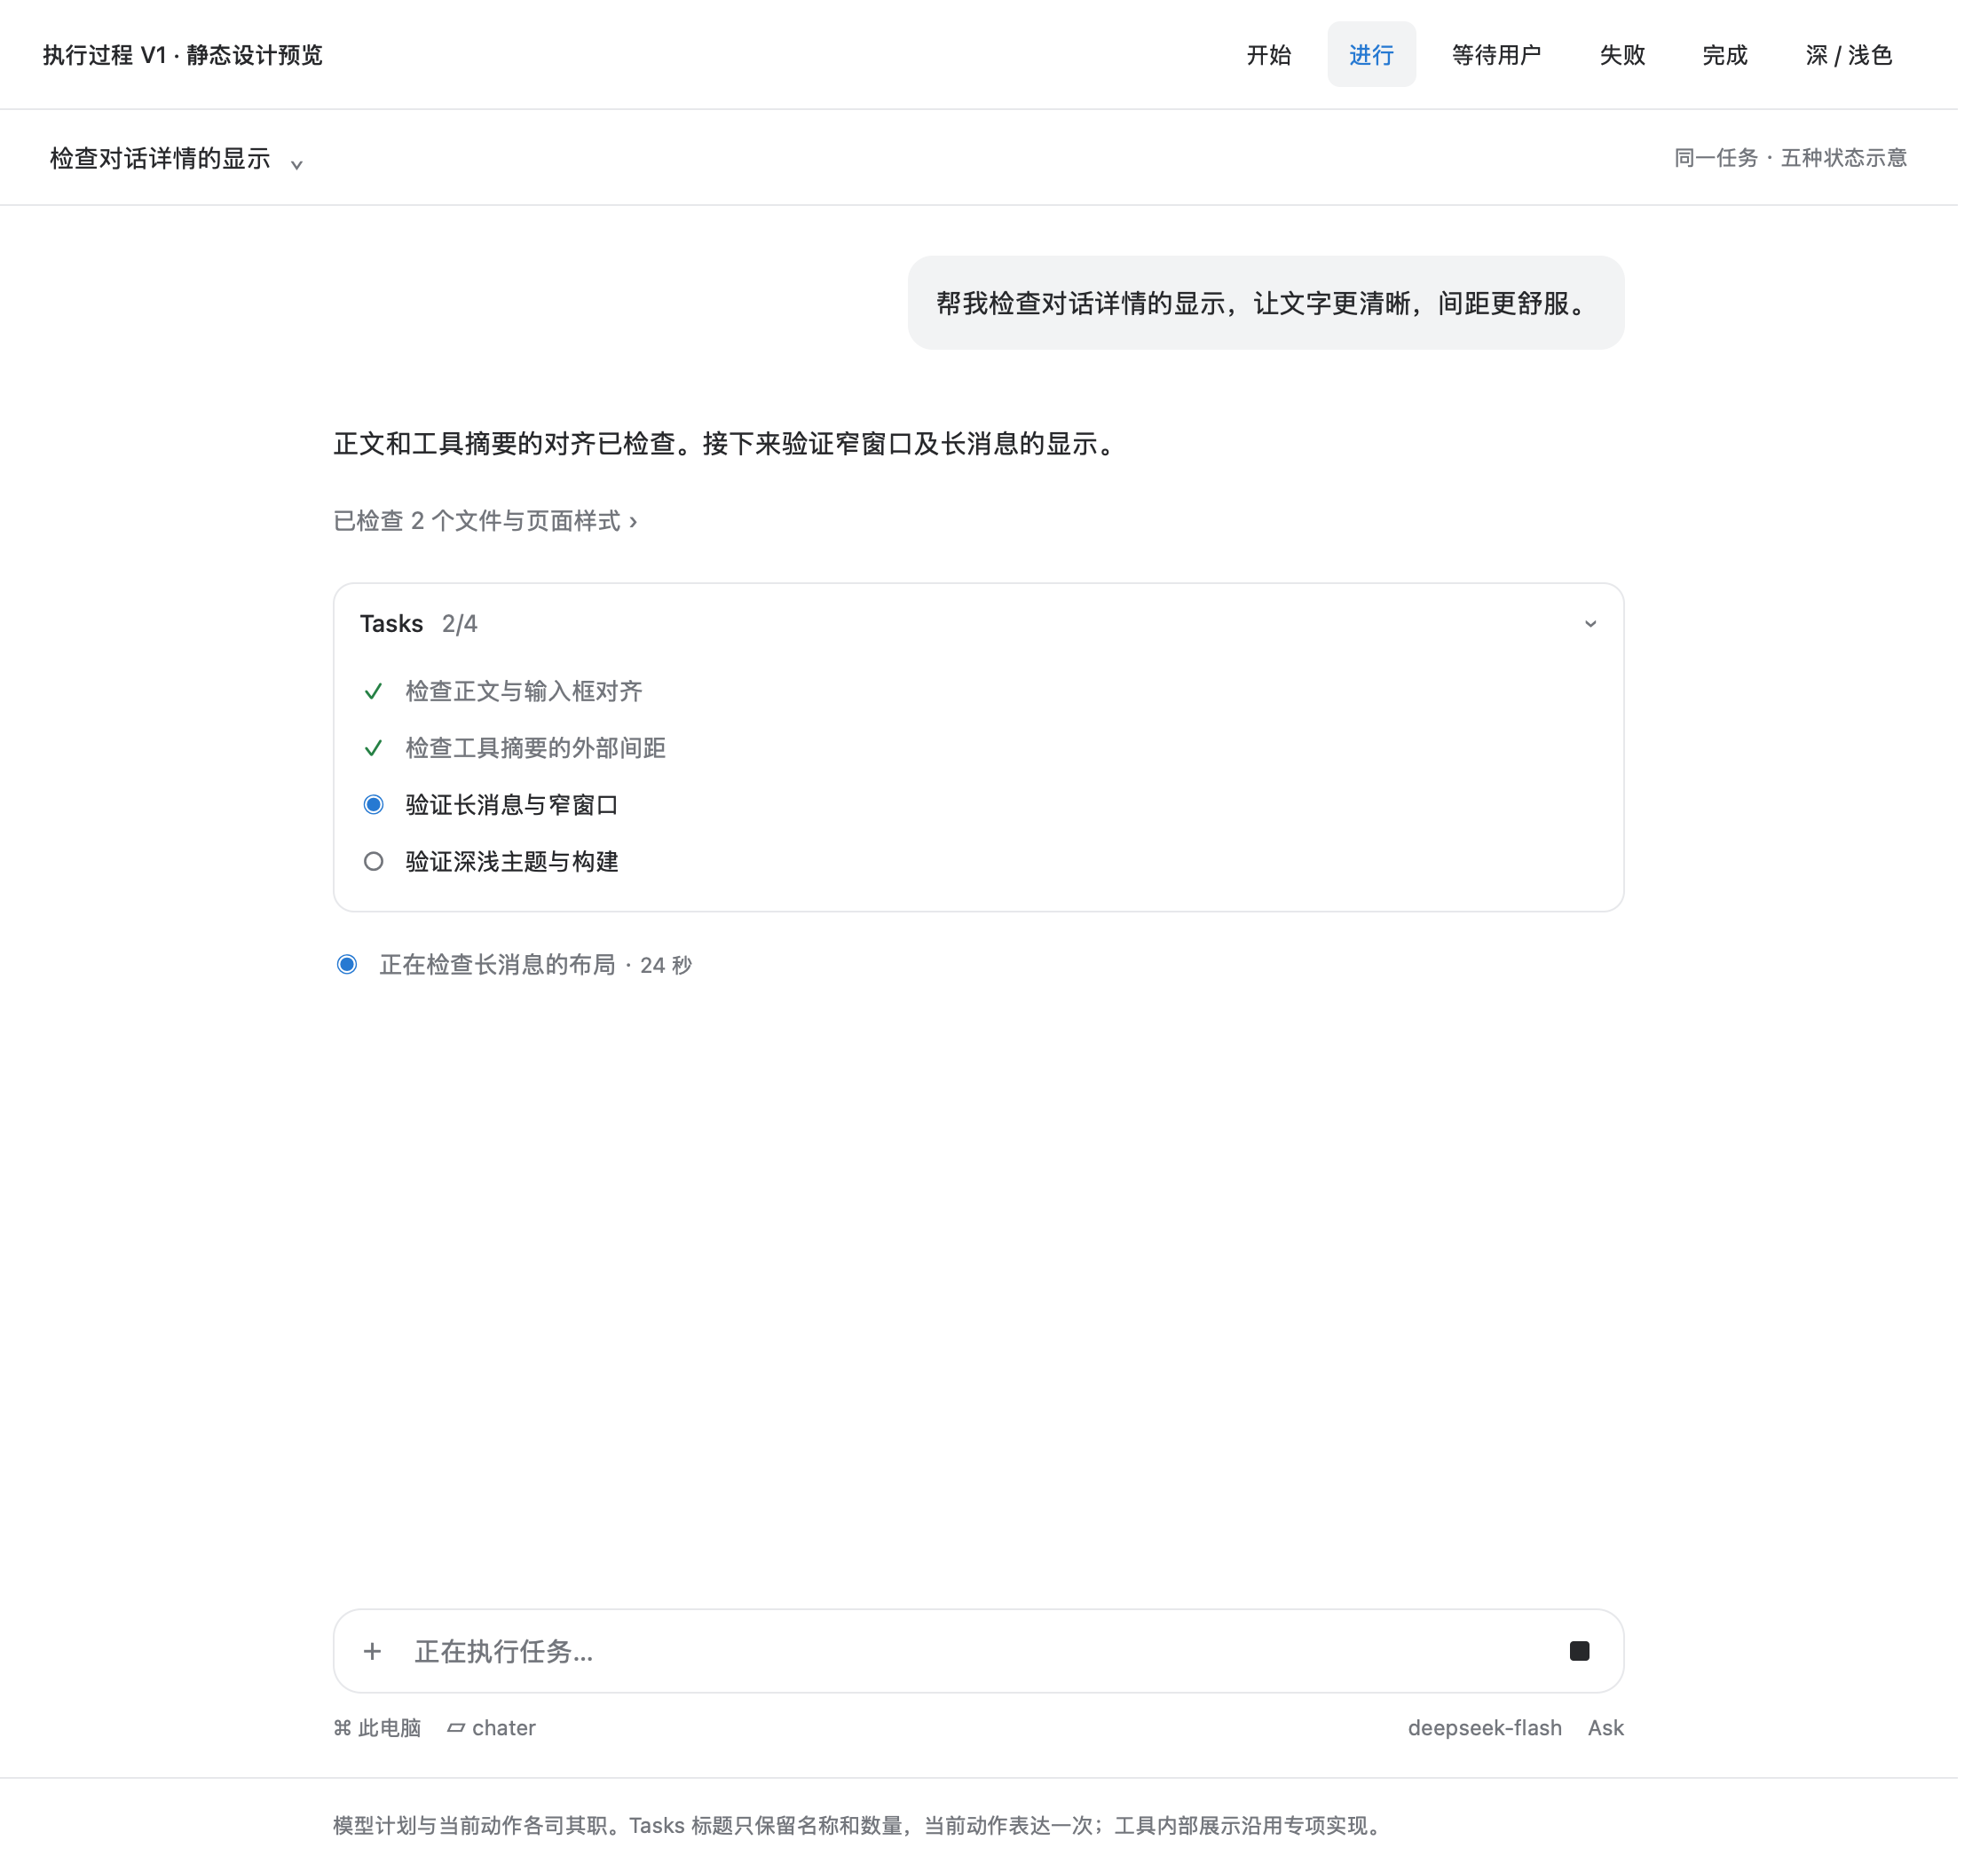 执行过程 V1 · 静态设计预览
开始 进行 等待用户 失败 完成 深 / 浅色
检查对话详情的显示
同一任务 · 五种状态示意
帮我检查对话详情的显示，让文字更清晰，间距更舒服。
正文和工具摘要的对齐已检查。接下来验证窄窗口及长消息的显示。
已检查 2 个文件与页面样式 ›
Tasks 2/4
检查正文与输入框对齐
检查工具摘要的外部间距
验证长消息与窄窗口
验证深浅主题与构建
正在检查长消息的布局 · 24 秒
+ 正在执行任务...
⌘ 此电脑 ▱ chater
deepseek-flash Ask
模型计划与当前动作各司其职。Tasks 标题只保留名称和数量，当前动作表达一次；工具内部展示沿用专项实现。